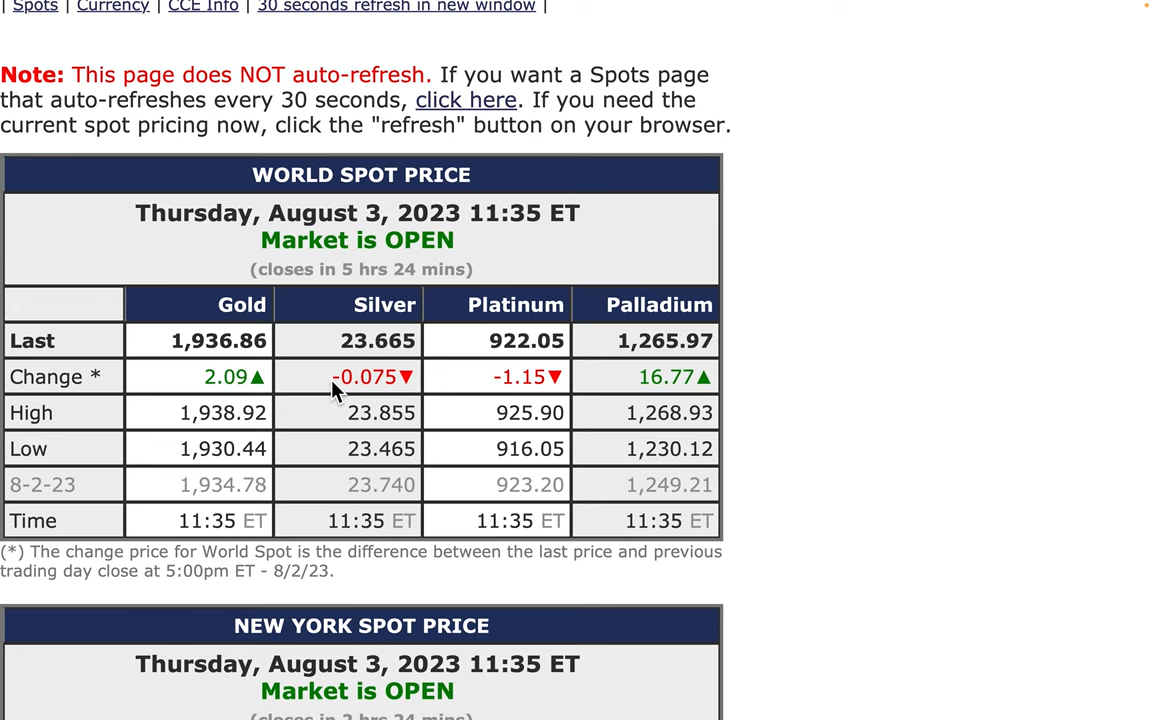 | Spots | Currency | CCE Info | 30 seconds refresh in new window |
Note: This page does NOT auto-refresh. If you want a Spots page
that auto-refreshes every 30 seconds, click here. If you need the
current spot pricing now, click the "refresh" button on your browser.
WORLD SPOT PRICE
Thursday, August 3, 2023 11:35 ET
Market is OPEN
(closes in 5 hrs 24 mins)
Gold Silver Platinum Palladium
Last 1,936.86 23.665 922.05 1,265.97
Change * 2.09▲ -0.075▼ -1.15▼ 16.77▲
High 1,938.92 23.855 925.90 1,268.93
Low 1,930.44 23.465 916.05 1,230.12
8-2-23 1,934.78 23.740 923.20 1,249.21
Time 11:35 ET 11:35 ET 11:35 ET 11:35 ET
(*) The change price for World Spot is the difference between the last price and previous
trading day close at 5:00pm ET - 8/2/23.
NEW YORK SPOT PRICE
Thursday, August 3, 2023 11:35 ET
Market is OPEN
(closes in 2 hrs 24 mins)